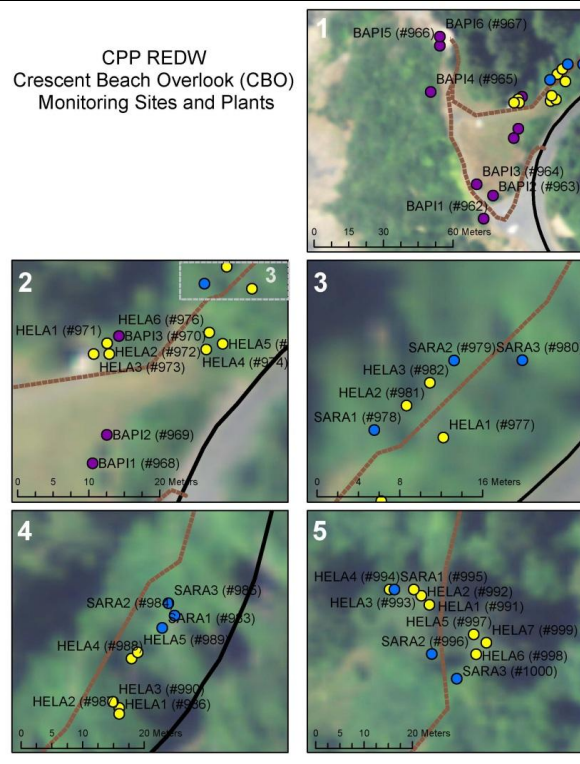 CPP REDW
Crescent Beach Overlook (CBO)
Monitoring Sites and Plants
1
BAPI6 (#967)
BAPI5 (#966)
BAPI4 (#965)
BAPI3 (#964)
BAPI2 (#963)
BAPI1 (#962)
0 15 30 60 Meters
2
3
HELA6 (#976)
HELA1 (#971)
BAPI3 (#970)
HELA5 (#
HELA2 (#972)
HELA4 (#974)
HELA3 (#973)
BAPI2 (#969)
BAPI1 (#968)
0 5 10 20 Meters
3
SARA2 (#979)
SARA3 (#980
HELA3 (#982)
HELA2 (#981)
SARA1 (#978)
HELA1 (#977)
0 4 8 16 Meters
4
SARA3 (#985)
SARA2 (#984)
SARA1 (#983)
HELA5 (#989)
HELA4 (#988)
HELA3 (#990)
HELA2 (#987)
HELA1 (#986)
0 5 10 20 Meters
5
HELA4 (#994)
SARA1 (#995)
HELA2 (#992)
HELA3 (#993)
HELA1 (#991)
HELA5 (#997)
HELA7 (#999)
SARA2 (#996)
HELA6 (#998)
SARA3 (#1000)
0 5 10 20 Meters